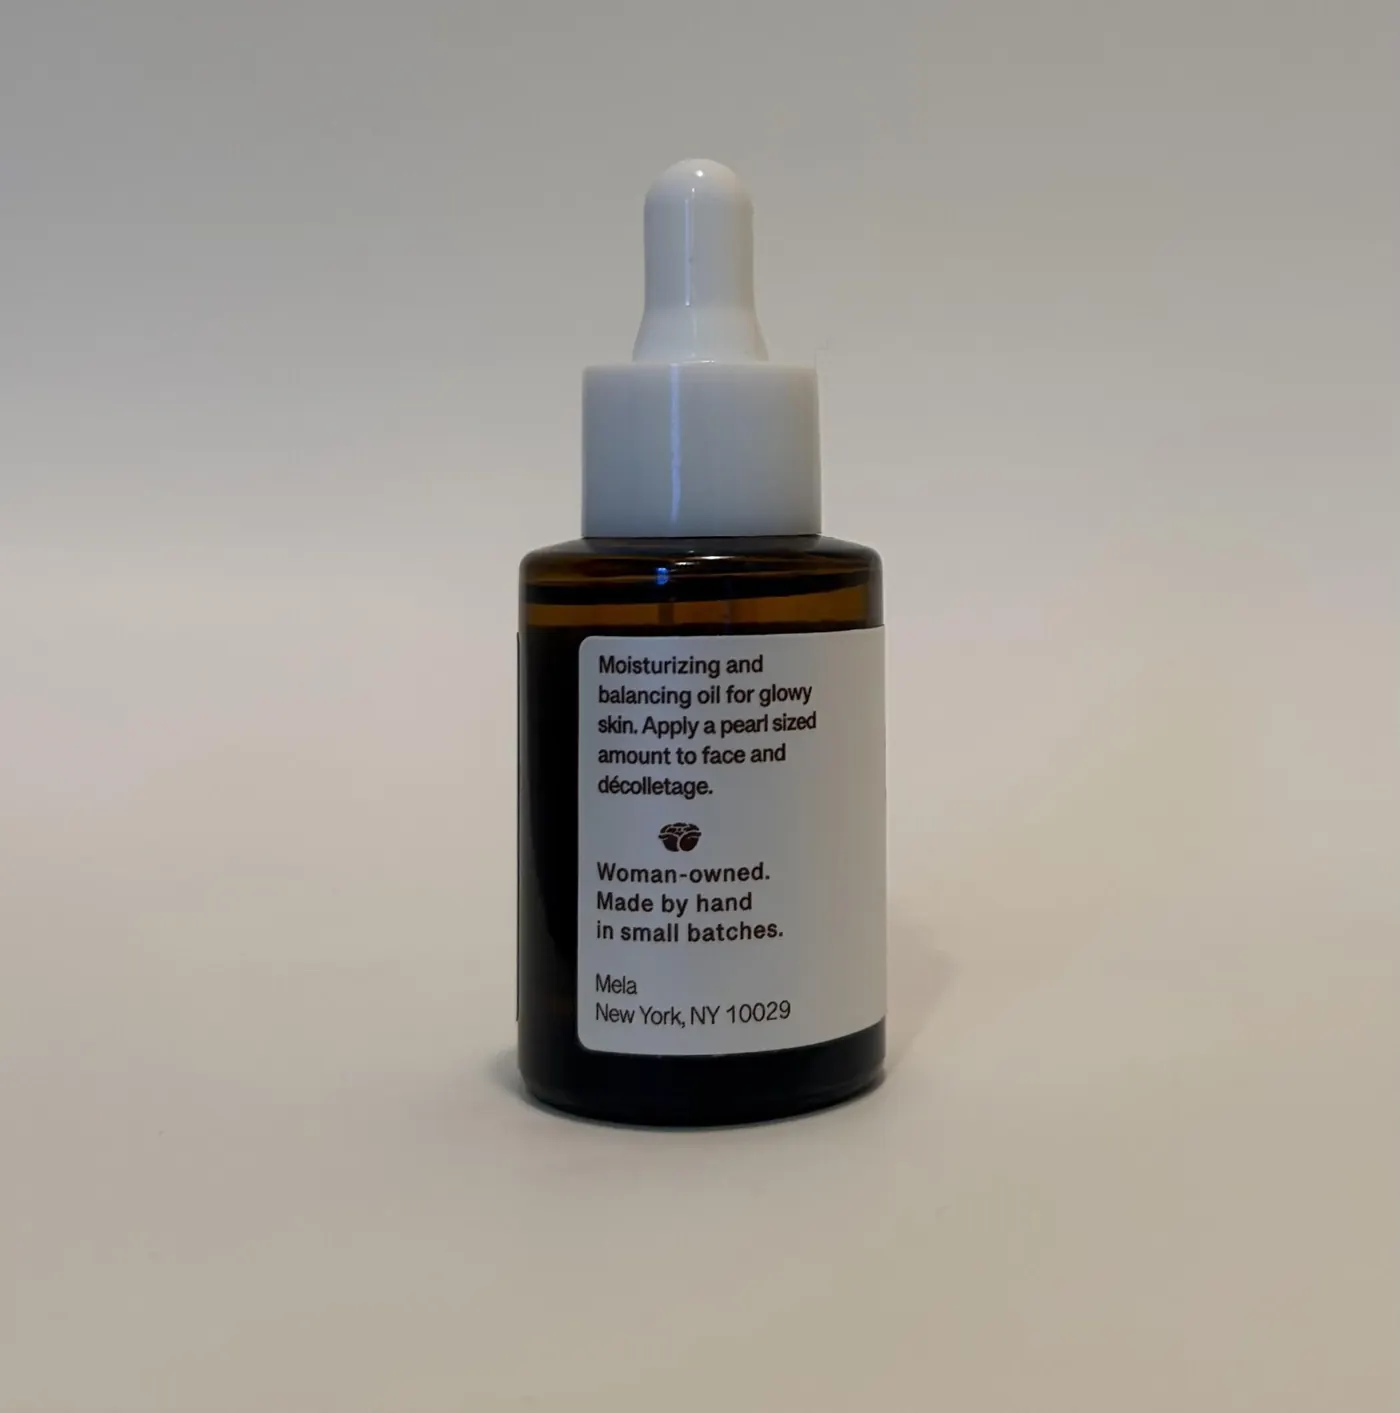 Moisturizing and
balancing oil for glowy
skin. Apply a pearl sized
amount to face and
décolletage.
Woman-owned.
Made by hand
in small batches.
Mela
New York, NY 10029